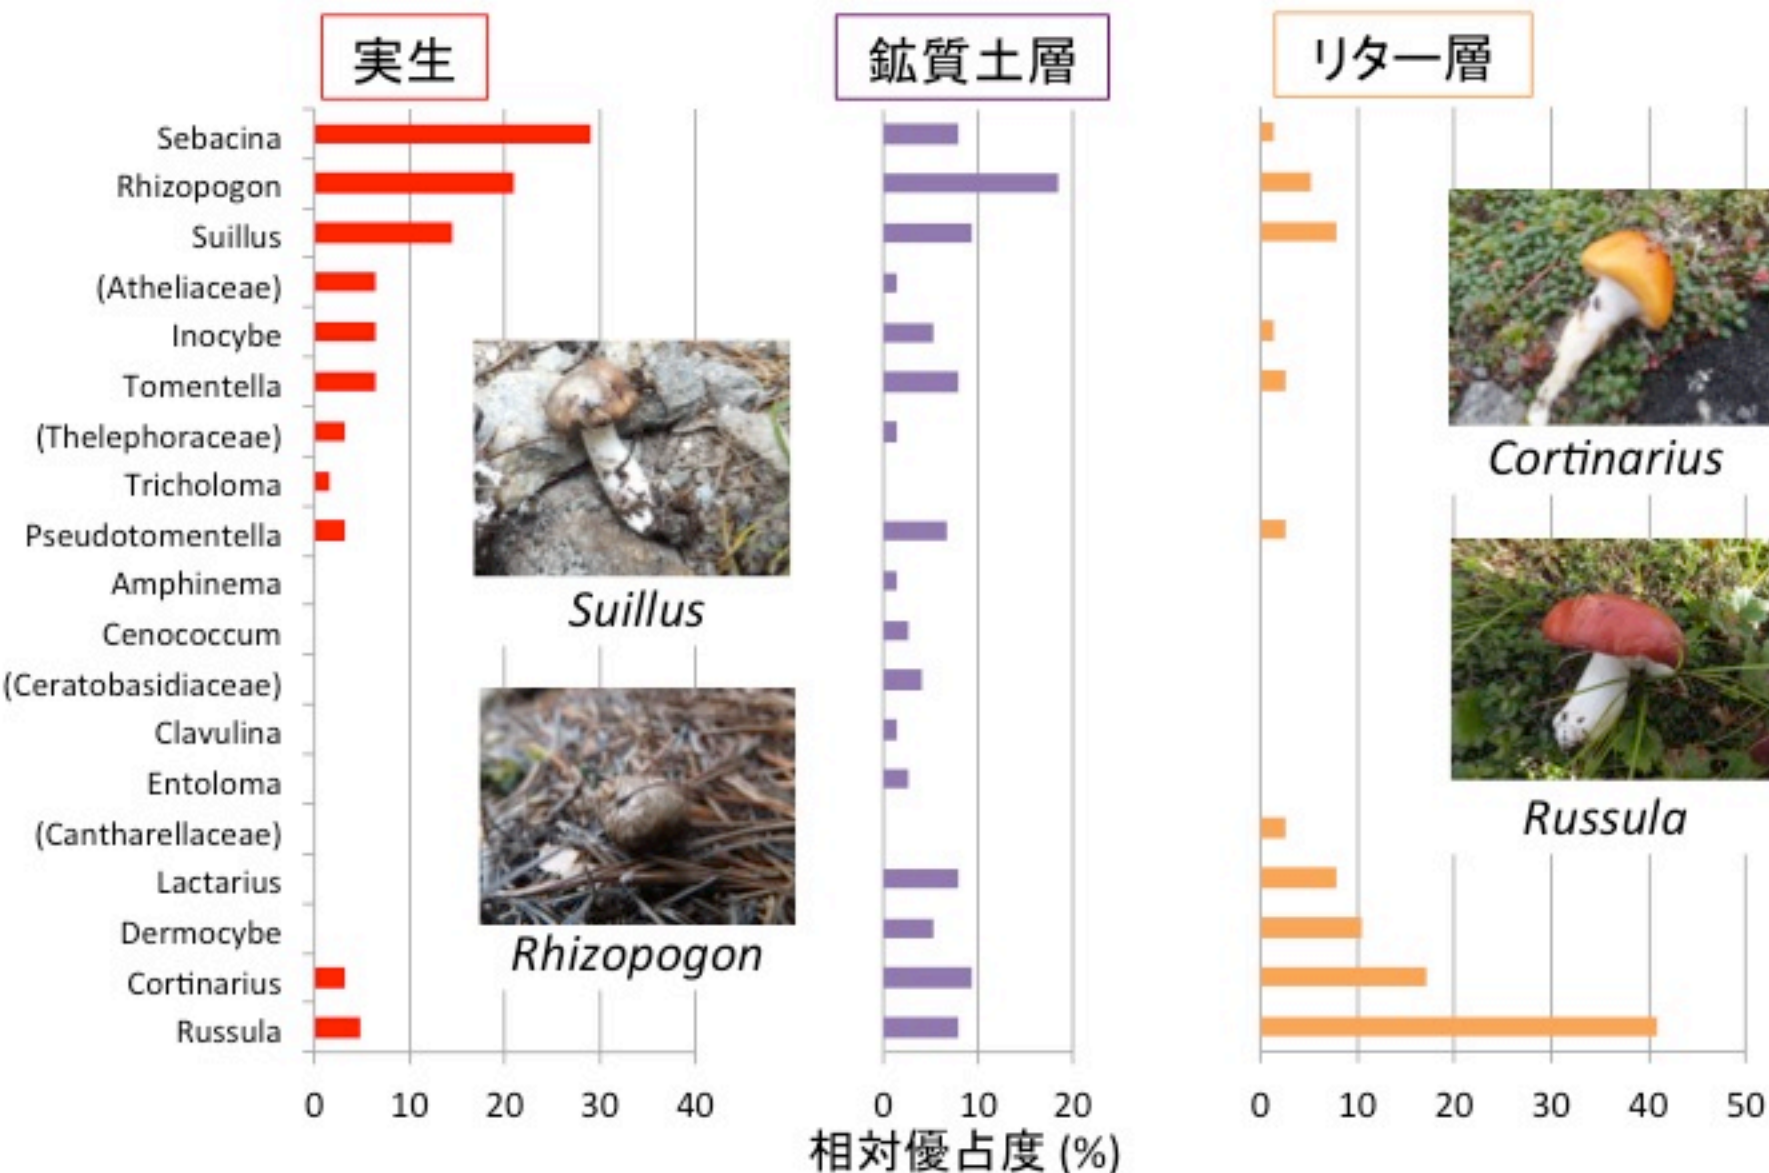 実生
鉱質土層
リター層
Sebacina
Rhizopogon
Suillus
(Atheliaceae)
Inocybe
Tomentella
(Thelephoraceae)
Tricholoma
Pseudotomentella
Amphinema
Cenococcum
(Ceratobasidiaceae)
Clavulina
Entoloma
(Cantharellaceae)
Lactarius
Dermocybe
Cortinarius
Russula
Suillus
Rhizopogon
Cortinarius
Russula
0 10 20 30 40
0 10 20
0 10 20 30 40 50
相対優占度 (%)